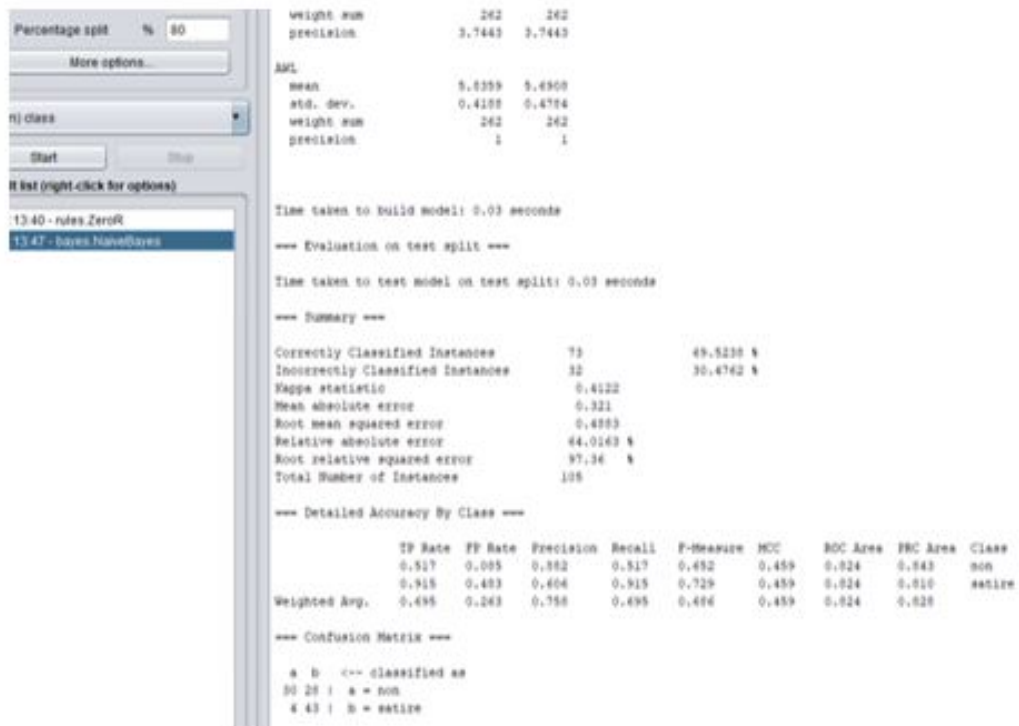 Percentage split % 80
More options...
n) class
Start Stop
lt list (right-click for options)
13:40 - rules.ZeroR
13:47 - bayes.NaiveBayes
weight sum 262 262
precision 3.7443 3.7443
AWL
mean 5.8359 5.6908
std. dev. 0.4188 0.4784
weight sum 262 262
precision 1 1
Time taken to build model: 0.03 seconds
=== Evaluation on test split ===
Time taken to test model on test split: 0.03 seconds
=== Summary ===
Correctly Classified Instances 73 69.5238 %
Incorrectly Classified Instances 32 30.4762 %
Kappa statistic 0.4122
Mean absolute error 0.321
Root mean squared error 0.4883
Relative absolute error 64.0163 %
Root relative squared error 97.36 %
Total Number of Instances 105
=== Detailed Accuracy By Class ===
TP Rate FP Rate Precision Recall F-Measure MCC ROC Area PRC Area Class
0.517 0.085 0.882 0.517 0.652 0.459 0.824 0.843 non
0.915 0.483 0.606 0.915 0.729 0.459 0.824 0.810 satire
Weighted Avg. 0.695 0.263 0.758 0.695 0.686 0.459 0.824 0.828
=== Confusion Matrix ===
a b <-- classified as
30 28 | a = non
4 43 | b = satire